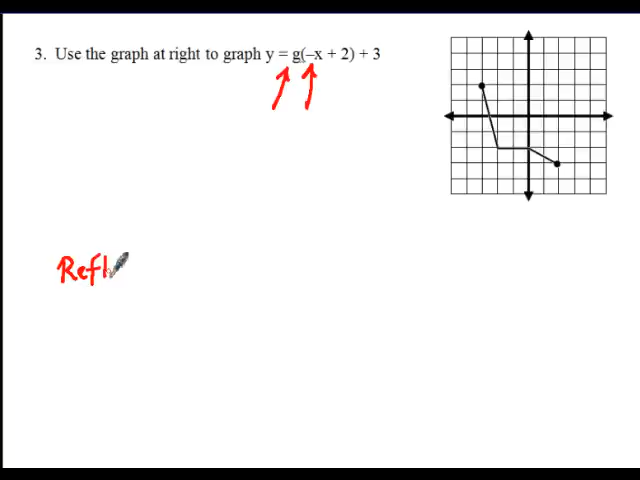 3. Use the graph at right to graph y = g(–x + 2) + 3
Refl